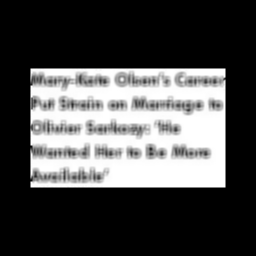 Mary-Kate Olsen's Career
Put Strain on Marriage to
Olivier Sarkozy: 'He
Wanted Her to Be More
Available'